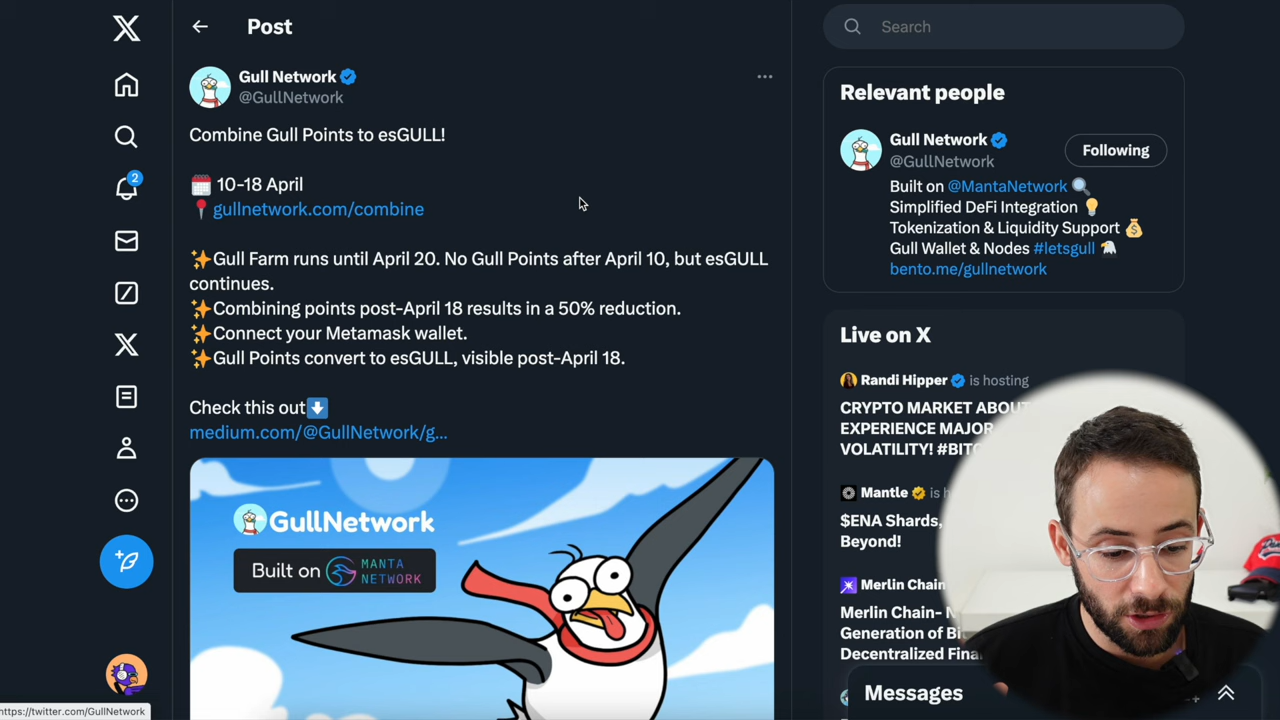 Post
Search
Gull Network
@GullNetwork
Combine Gull Points to esGULL!
10-18 April
gullnetwork.com/combine
✨Gull Farm runs until April 20. No Gull Points after April 10, but esGULL
continues.
✨Combining points post-April 18 results in a 50% reduction.
✨Connect your Metamask wallet.
✨Gull Points convert to esGULL, visible post-April 18.
Check this out
medium.com/@GullNetwork/g...
GullNetwork
Built on MANTA
NETWORK
2
Relevant people
Gull Network
@GullNetwork
Following
Built on @MantaNetwork
Simplified DeFi Integration
Tokenization & Liquidity Support
Gull Wallet & Nodes #letsgull
bento.me/gullnetwork
Live on X
Randi Hipper is hosting
CRYPTO MARKET ABOU
EXPERIENCE MAJOR
VOLATILITY! #BIT
Mantle is h
$ENA Shards,
Beyond!
Merlin Chain
Merlin Chain- N
Generation of Bi
Decentralized Fina
Messages
https://twitter.com/GullNetwork